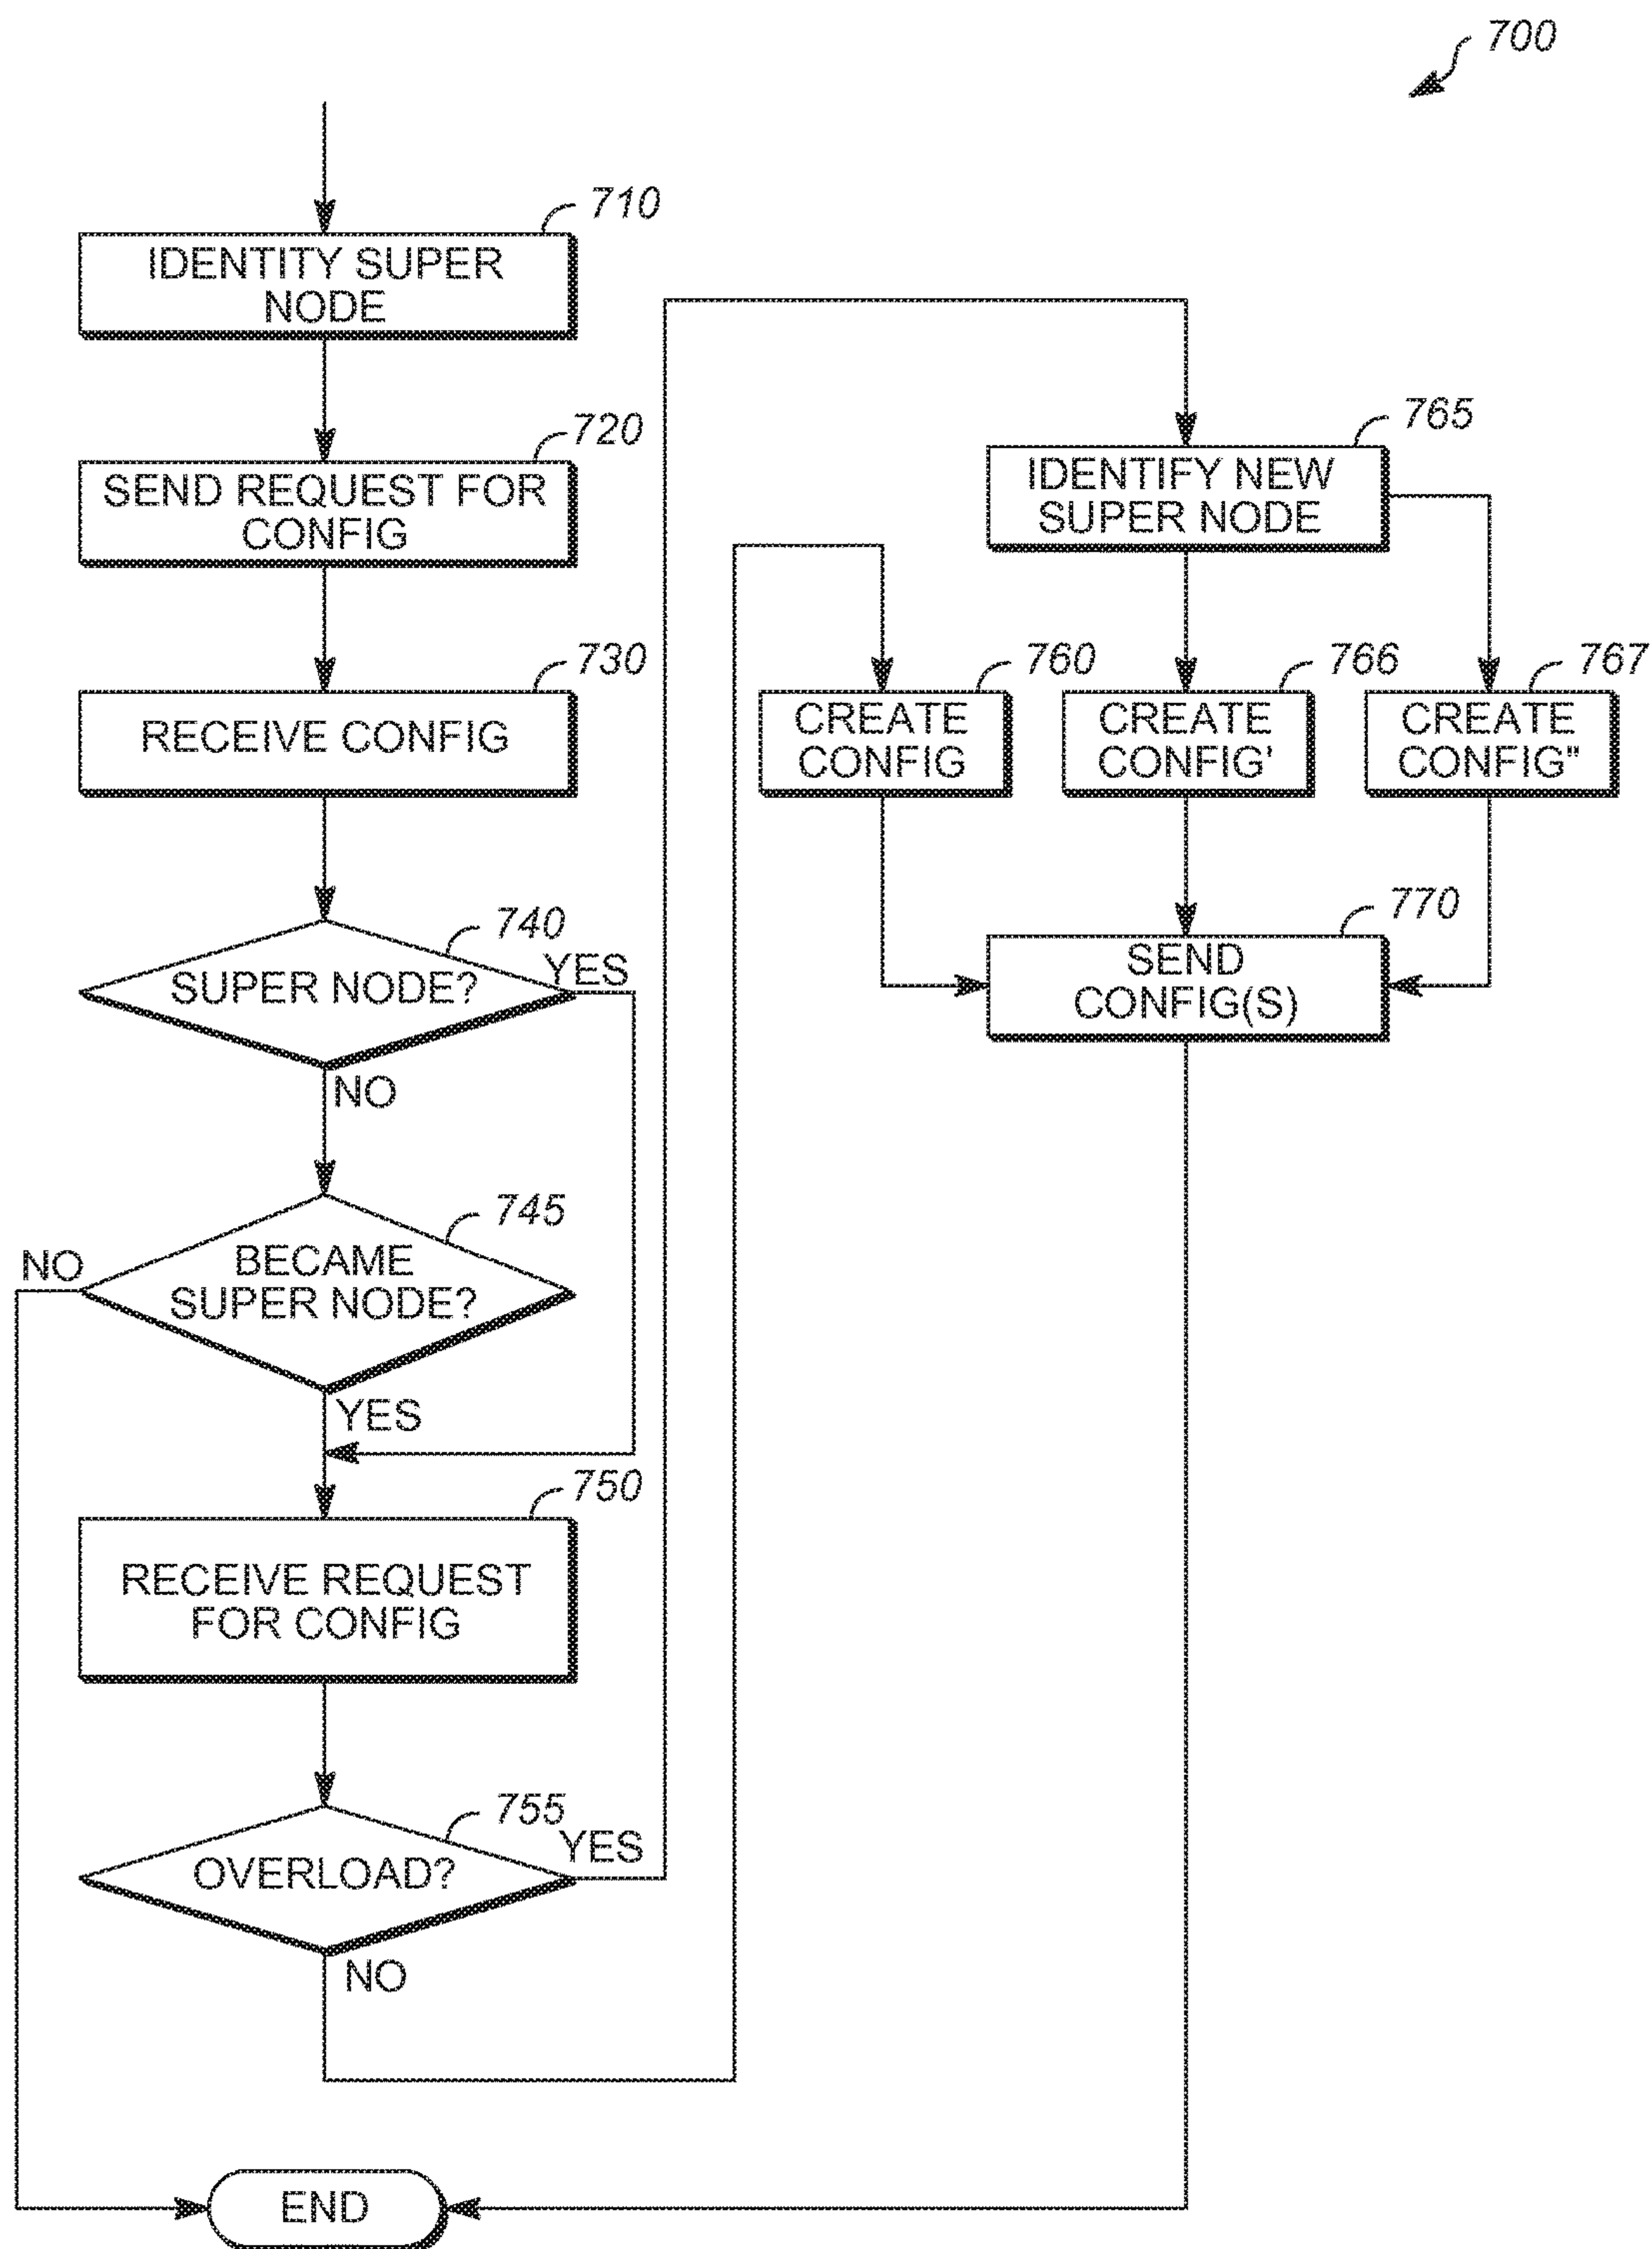 700
710
IDENTITY SUPER
NODE
720
SEND REQUEST FOR
CONFIG
730
RECEIVE CONFIG
740
SUPER NODE?
YES
NO
745
BECAME
SUPER NODE?
NO
YES
750
RECEIVE REQUEST
FOR CONFIG
755
OVERLOAD?
YES
NO
765
IDENTIFY NEW
SUPER NODE
760
CREATE
CONFIG
766
CREATE
CONFIG'
767
CREATE
CONFIG"
770
SEND
CONFIG(S)
END